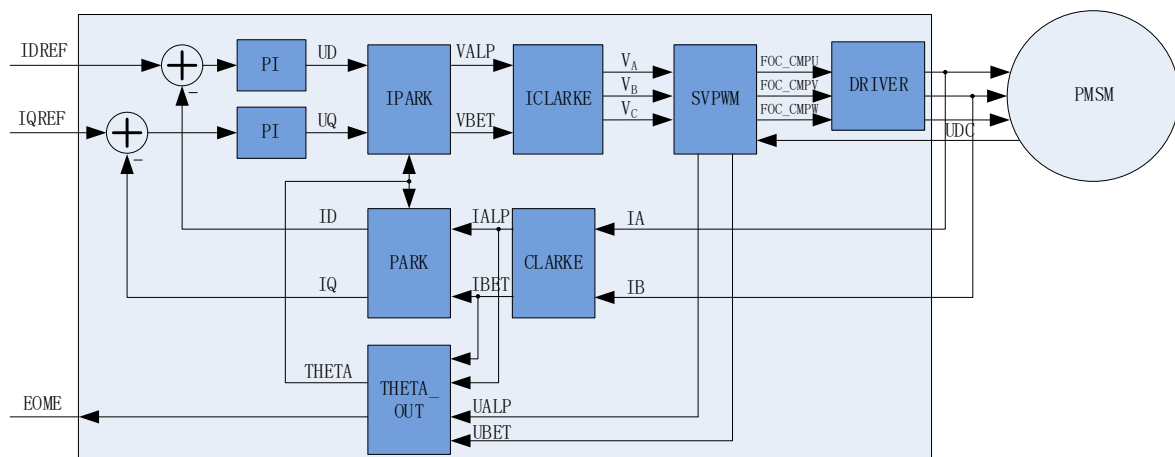 IDREF
PI
UD
IPARK
VALP
ICLARKE
VA
VB
VC
SVPWM
FOC_CMPU
FOC_CMPV
FOC_CMPW
DRIVER
PMSM
IQREF
PI
UQ
VBET
UDC
-
-
ID
IQ
PARK
IALP
IBET
CLARKE
IA
IB
THETA
THETA_
OUT
UALP
UBET
EOME